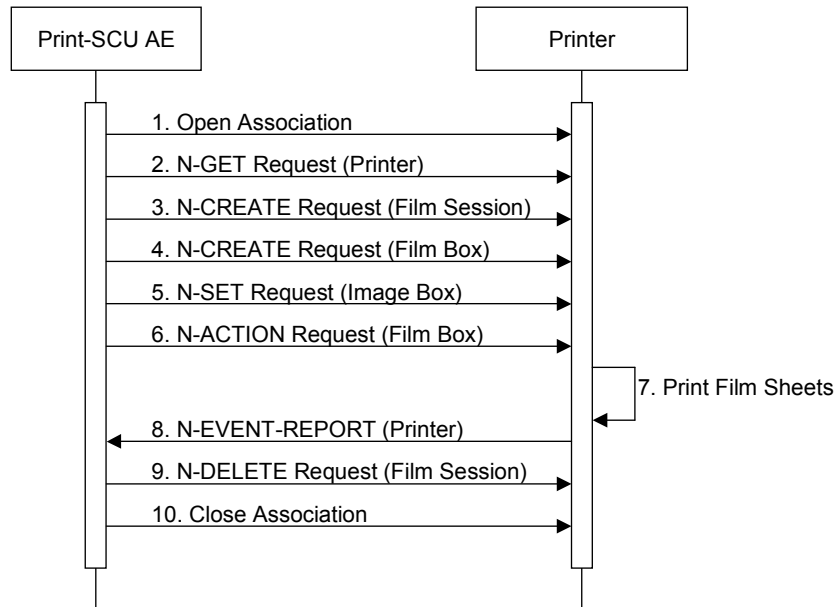 Print-SCU AE
Printer
1. Open Association
2. N-GET Request (Printer)
3. N-CREATE Request (Film Session)
4. N-CREATE Request (Film Box)
5. N-SET Request (Image Box)
6. N-ACTION Request (Film Box)
7. Print Film Sheets
8. N-EVENT-REPORT (Printer)
9. N-DELETE Request (Film Session)
10. Close Association